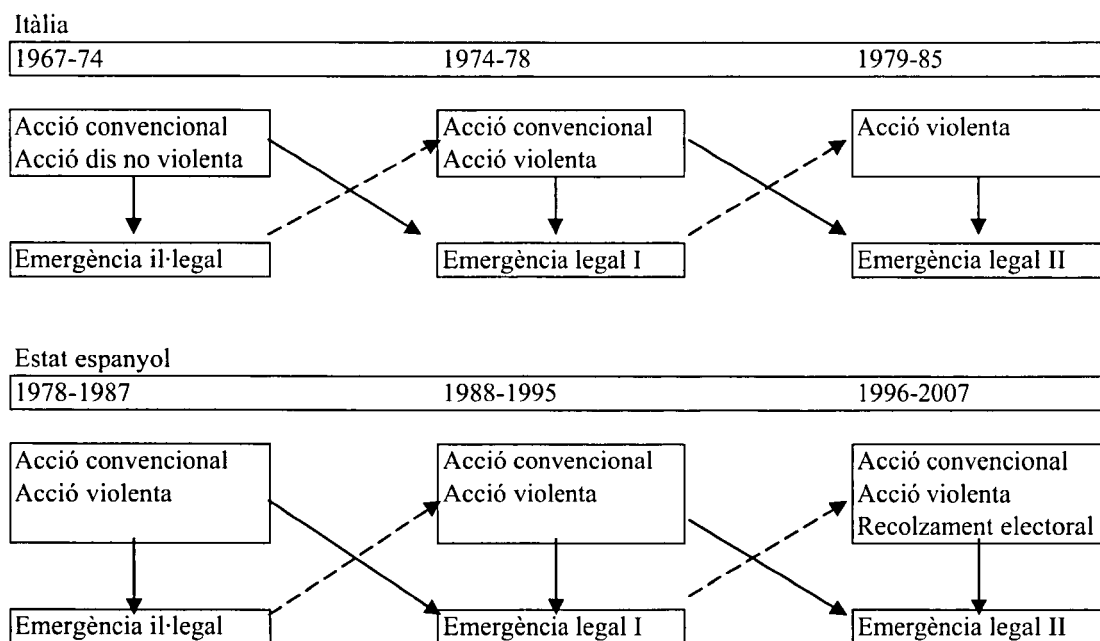 Itàlia
1967-74 1974-78 1979-85
Acció convencional Acció convencional Acció violenta
Acció dis no violenta Acció violenta
Emergència il·legal Emergència legal I Emergència legal II
Estat espanyol
1978-1987 1988-1995 1996-2007
Acció convencional Acció convencional Acció convencional
Acció violenta Acció violenta Acció violenta
Recolzament electoral
Emergència il·legal Emergència legal I Emergència legal II